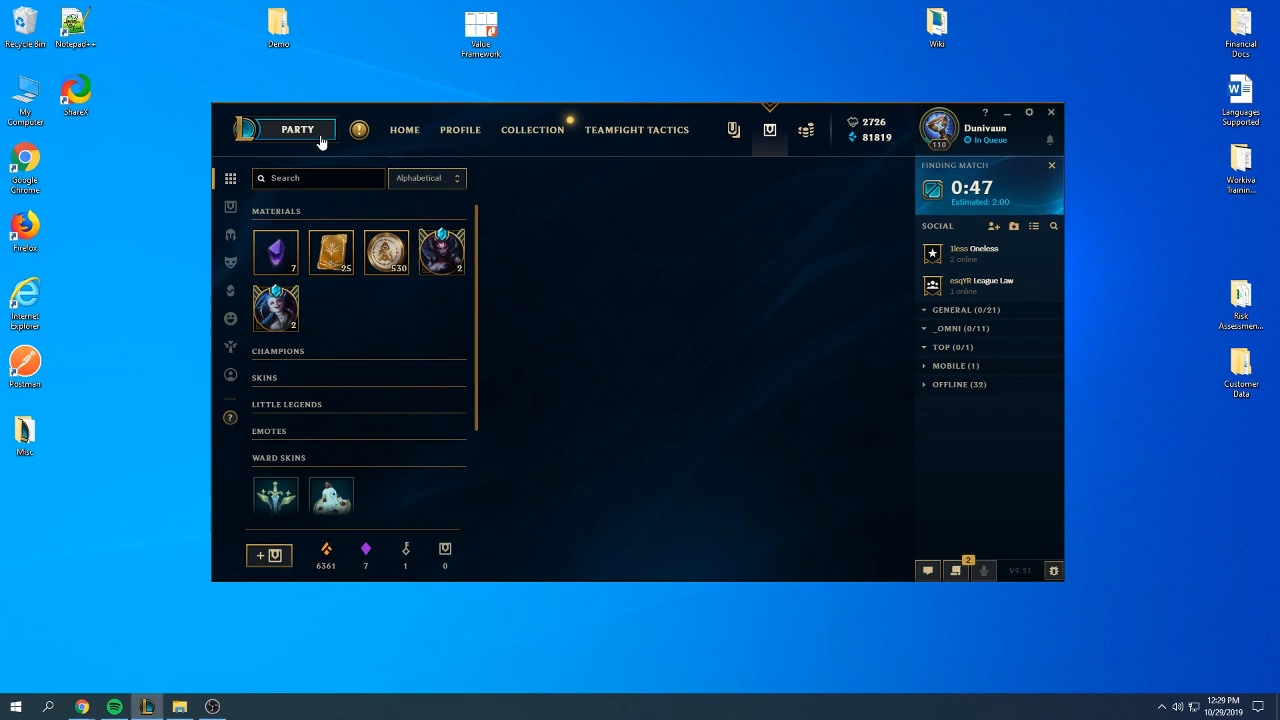 Recycle Bin
Notepad++
Demo
Value
Framework
Wiki
Financial
Docs
My
Computer
ShareX
Languages
Supported
Google
Chrome
Workiva
Trainin...
Firefox
Internet
Explorer
Risk
Assessmen...
Postman
Customer
Data
Misc
PARTY
HOME
PROFILE
COLLECTION
TEAMFIGHT TACTICS
2726
81819
110
Dunivaun
In Queue
FINDING MATCH
0:47
Estimated: 2:00
SOCIAL
1less Oneless
2 online
esqYR League Law
1 online
GENERAL (0/21)
_OMNI (0/11)
TOP (0/1)
MOBILE (1)
OFFLINE (32)
Search
Alphabetical
MATERIALS
7
25
530
2
2
CHAMPIONS
SKINS
LITTLE LEGENDS
EMOTES
WARD SKINS
?
6361
7
1
0
2
V9.21
12:29 PM
10/29/2019